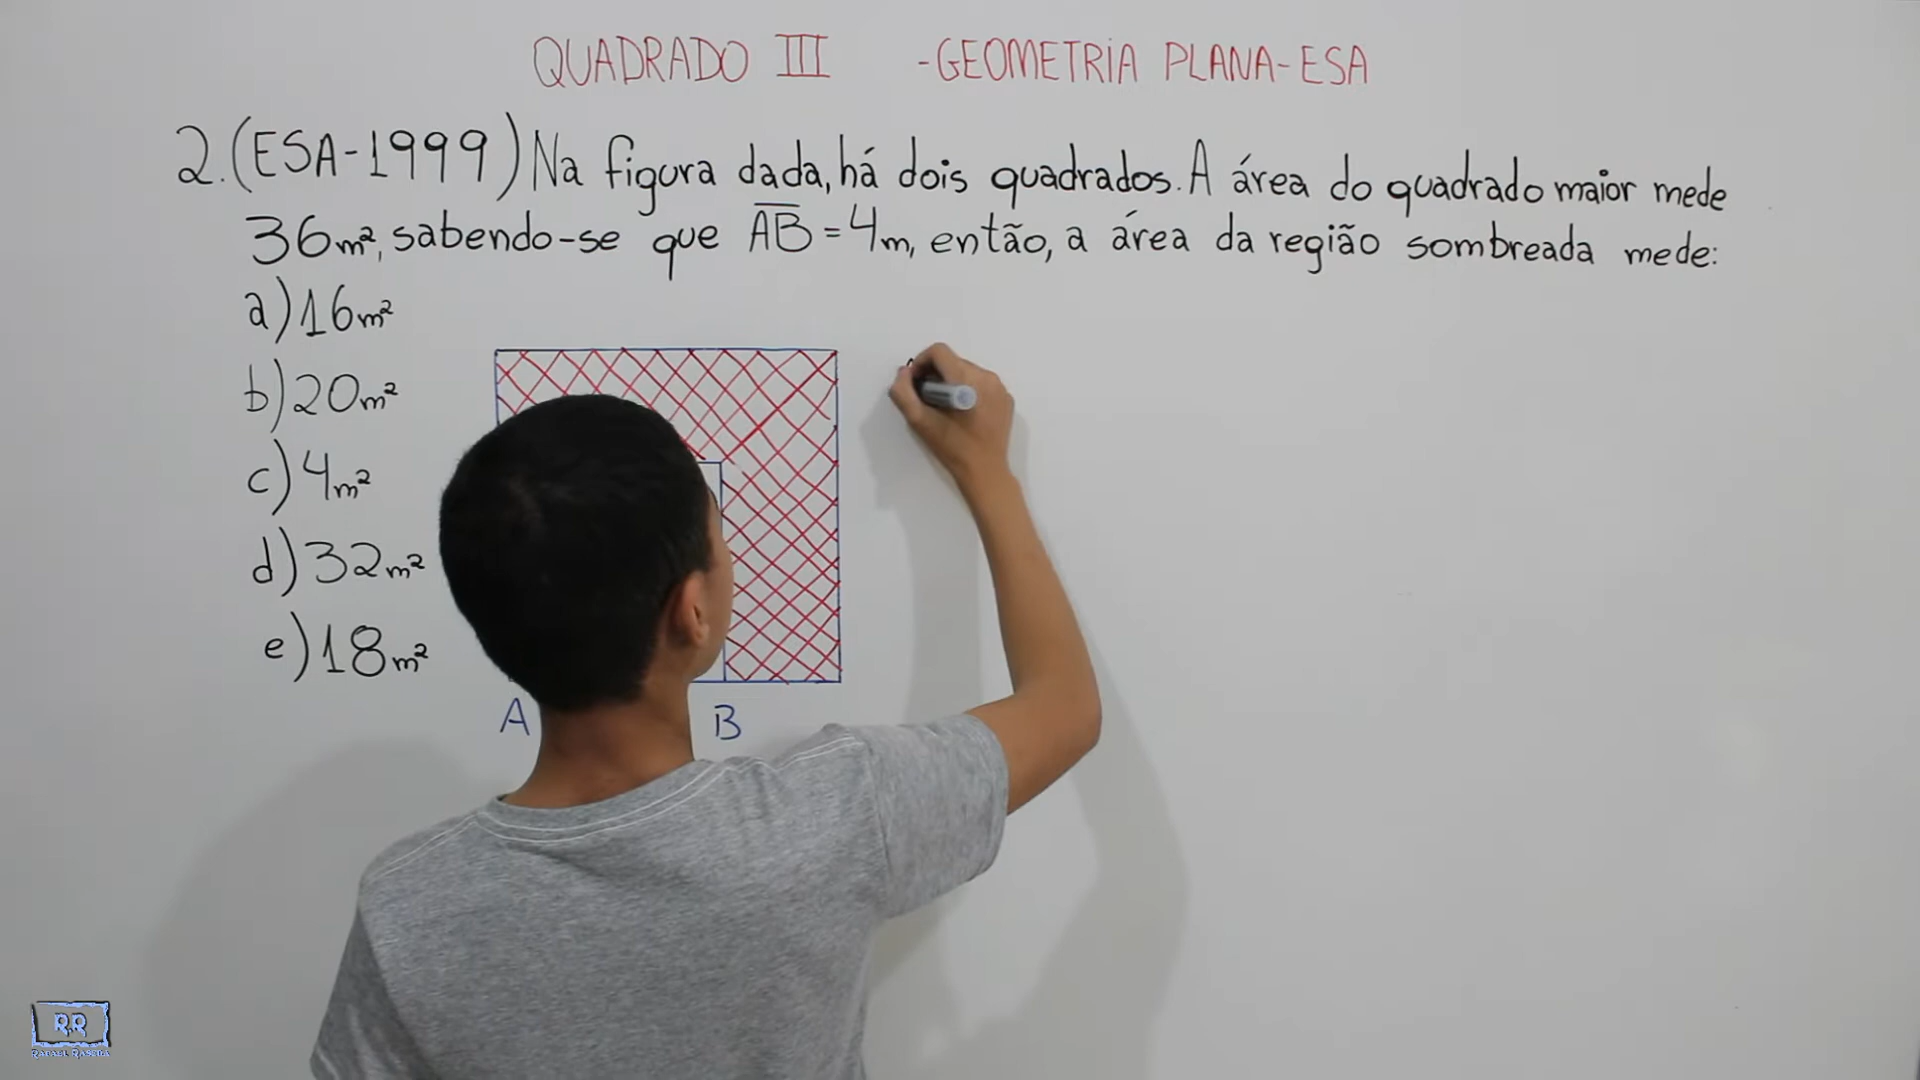 QUADRADO III -GEOMETRIA PLANA-ESA
2.(ESA-1999) Na figura dada, há dois quadrados. A área do quadrado maior mede
36m², sabendo-se que A̅B̅=4m, então, a área da região sombreada mede:
a)16m²
b)20m²
c)4m²
d)32m²
e)18m²
A B
RR